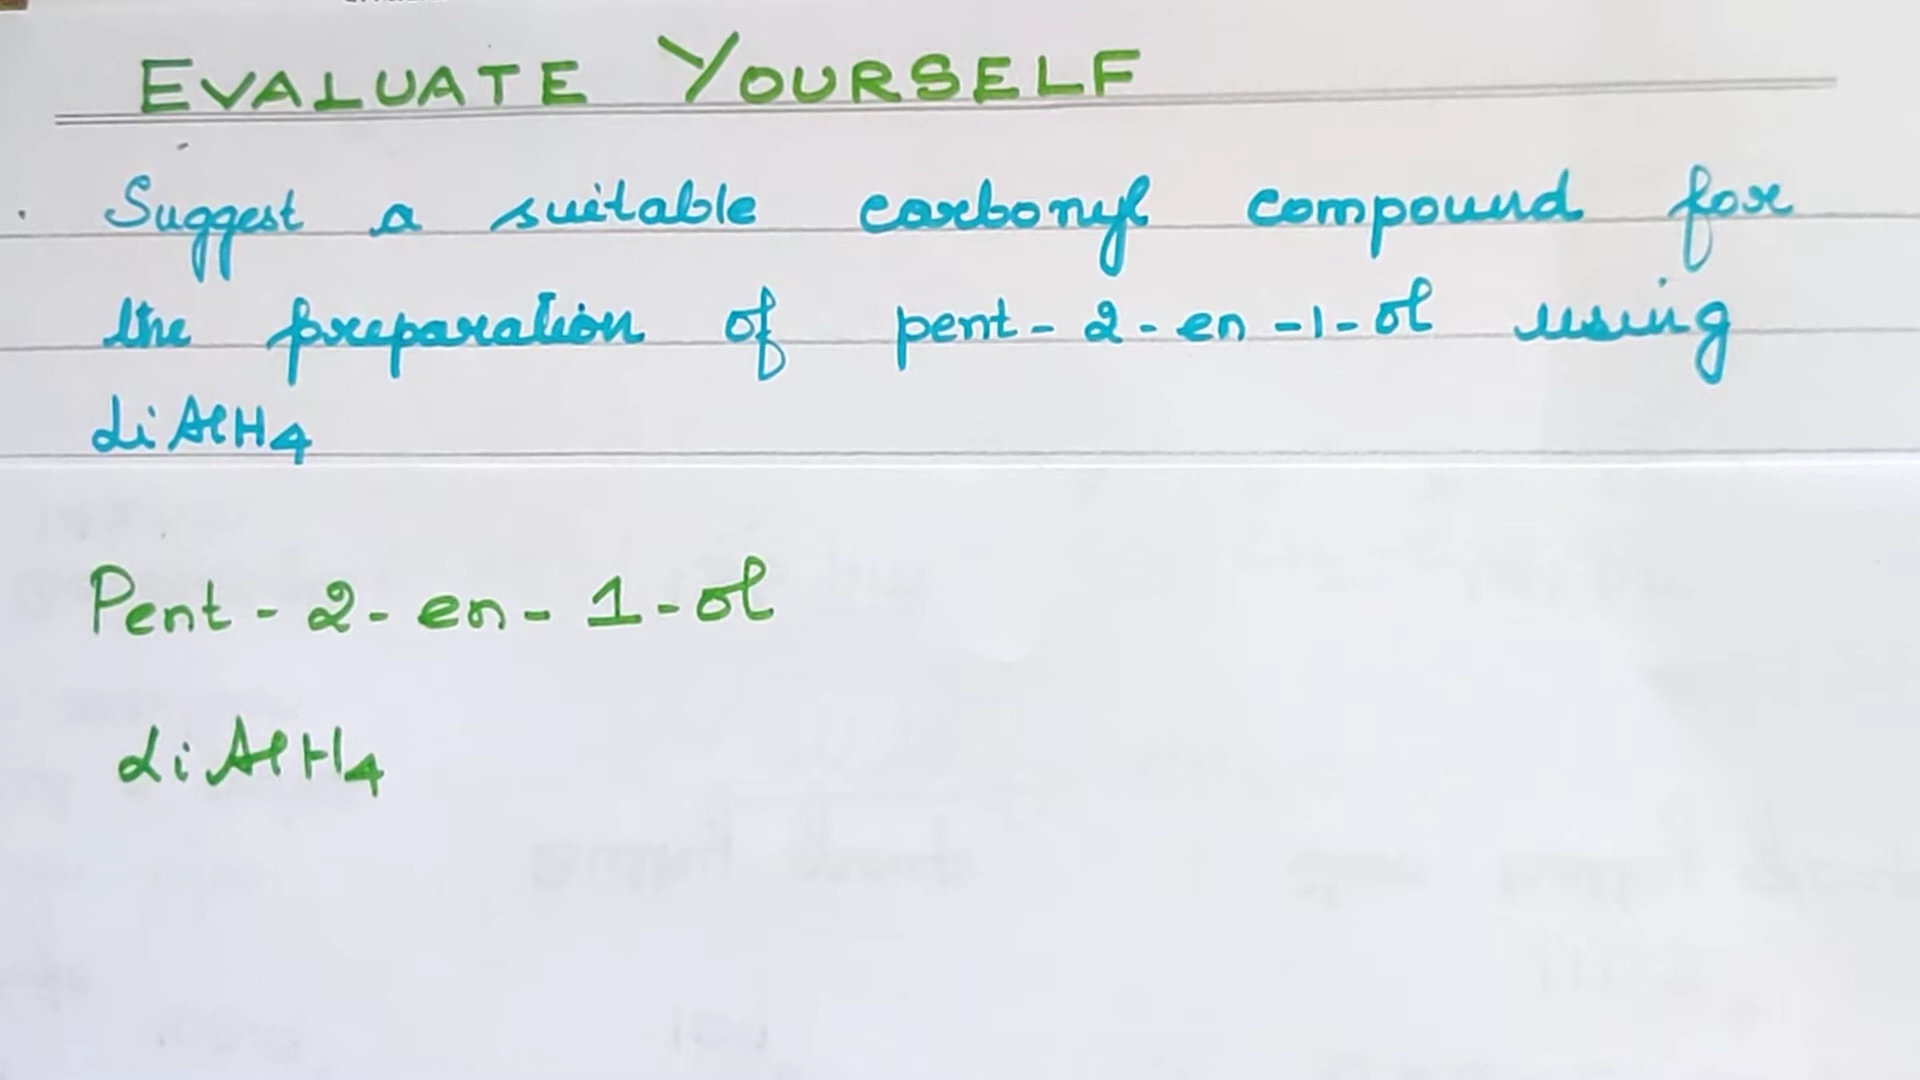 EVALUATE YOURSELF
Suggest a suitable carbonyl compound for
the preparation of pent-2-en-1-ol using
LiAlH4
Pent-2-en-1-ol
LiAlH4